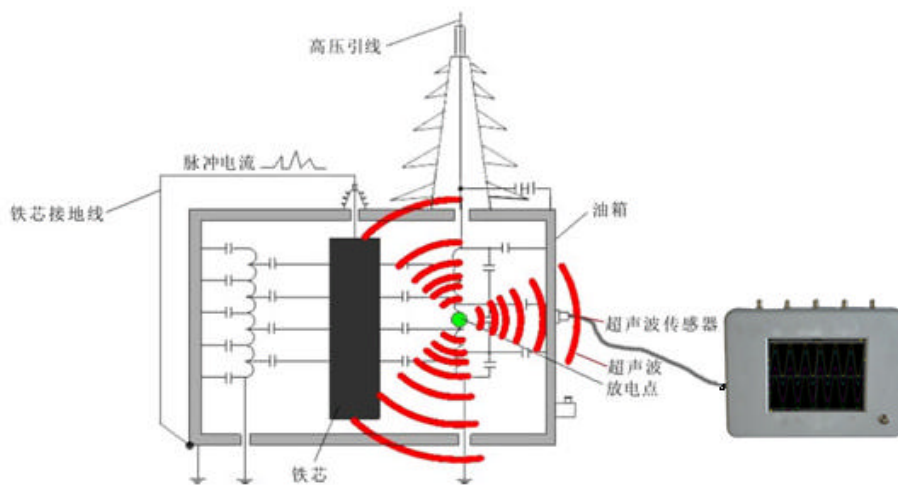 高压引线
脉冲电流
铁芯接地线
油箱
超声波传感器
超声波
放电点
铁芯